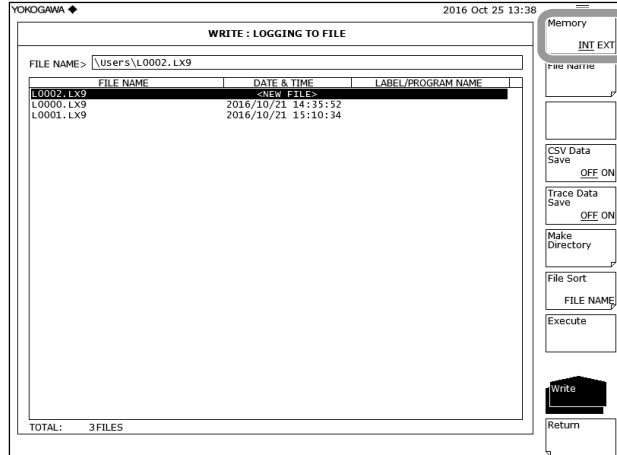 YOKOGAWA
2016 Oct 25 13:38
WRITE : LOGGING TO FILE
FILE NAME> \Users\L0002.LX9
FILE NAME DATE & TIME LABEL/PROGRAM NAME
L0002.LX9 <NEW FILE>
L0000.LX9 2016/10/21 14:35:52
L0001.LX9 2016/10/21 15:10:34
TOTAL: 3FILES
Memory
INT EXT
File Name
CSV Data
Save
OFF ON
Trace Data
Save
OFF ON
Make
Directory
File Sort
FILE NAME
Execute
Write
Return